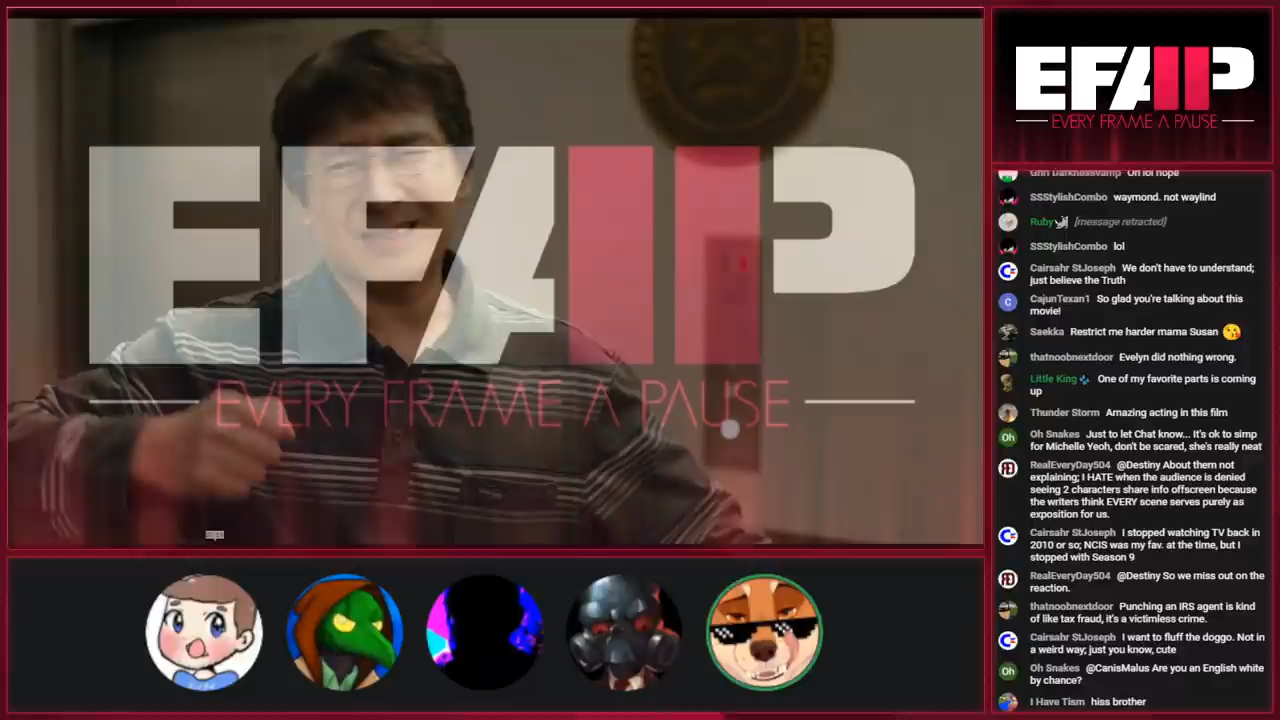 EFAP
EVERY FRAME A PAUSE
EFAP
EVERY FRAME A PAUSE
Oh lol nope
SSStylishCombo waymond. not waylind
Ruby [message retracted]
SSStylishCombo lol
Cairsahr StJoseph We don't have to understand;
just believe the Truth
CajunTexan1 So glad you're talking about this
movie!
Saekka Restrict me harder mama Susan 😘
thatnoobnextdoor Evelyn did nothing wrong.
Little King One of my favorite parts is coming
up
Thunder Storm Amazing acting in this film
Oh
Oh Snakes Just to let Chat know... It's ok to simp
for Michelle Yeoh, don't be scared, she's really neat
RealEveryDay504 @Destiny About them not
explaining; I HATE when the audience is denied
seeing 2 characters share info offscreen because
the writers think EVERY scene serves purely as
exposition for us.
Cairsahr StJoseph I stopped watching TV back in
2010 or so; NCIS was my fav. at the time, but I
stopped with Season 9
RealEveryDay504 @Destiny So we miss out on the
reaction.
thatnoobnextdoor Punching an IRS agent is kind
of like tax fraud, it's a victimless crime.
Cairsahr StJoseph I want to fluff the doggo. Not in
a weird way; just you know, cute
Oh
Oh Snakes @CanisMalus Are you an English white
by chance?
I Have Tism hiss brother